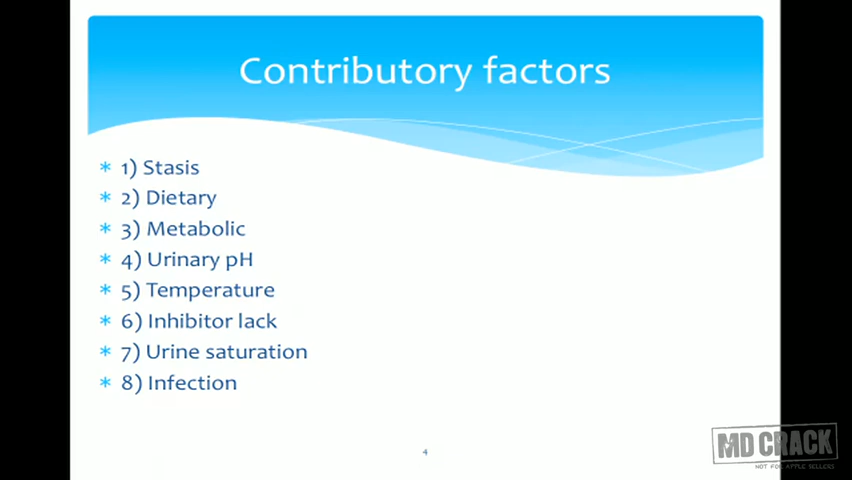 Contributory factors
* 1) Stasis
* 2) Dietary
* 3) Metabolic
* 4) Urinary pH
* 5) Temperature
* 6) Inhibitor lack
* 7) Urine saturation
* 8) Infection
4
MD CRACK
NOT FOR APPLE SELLERS